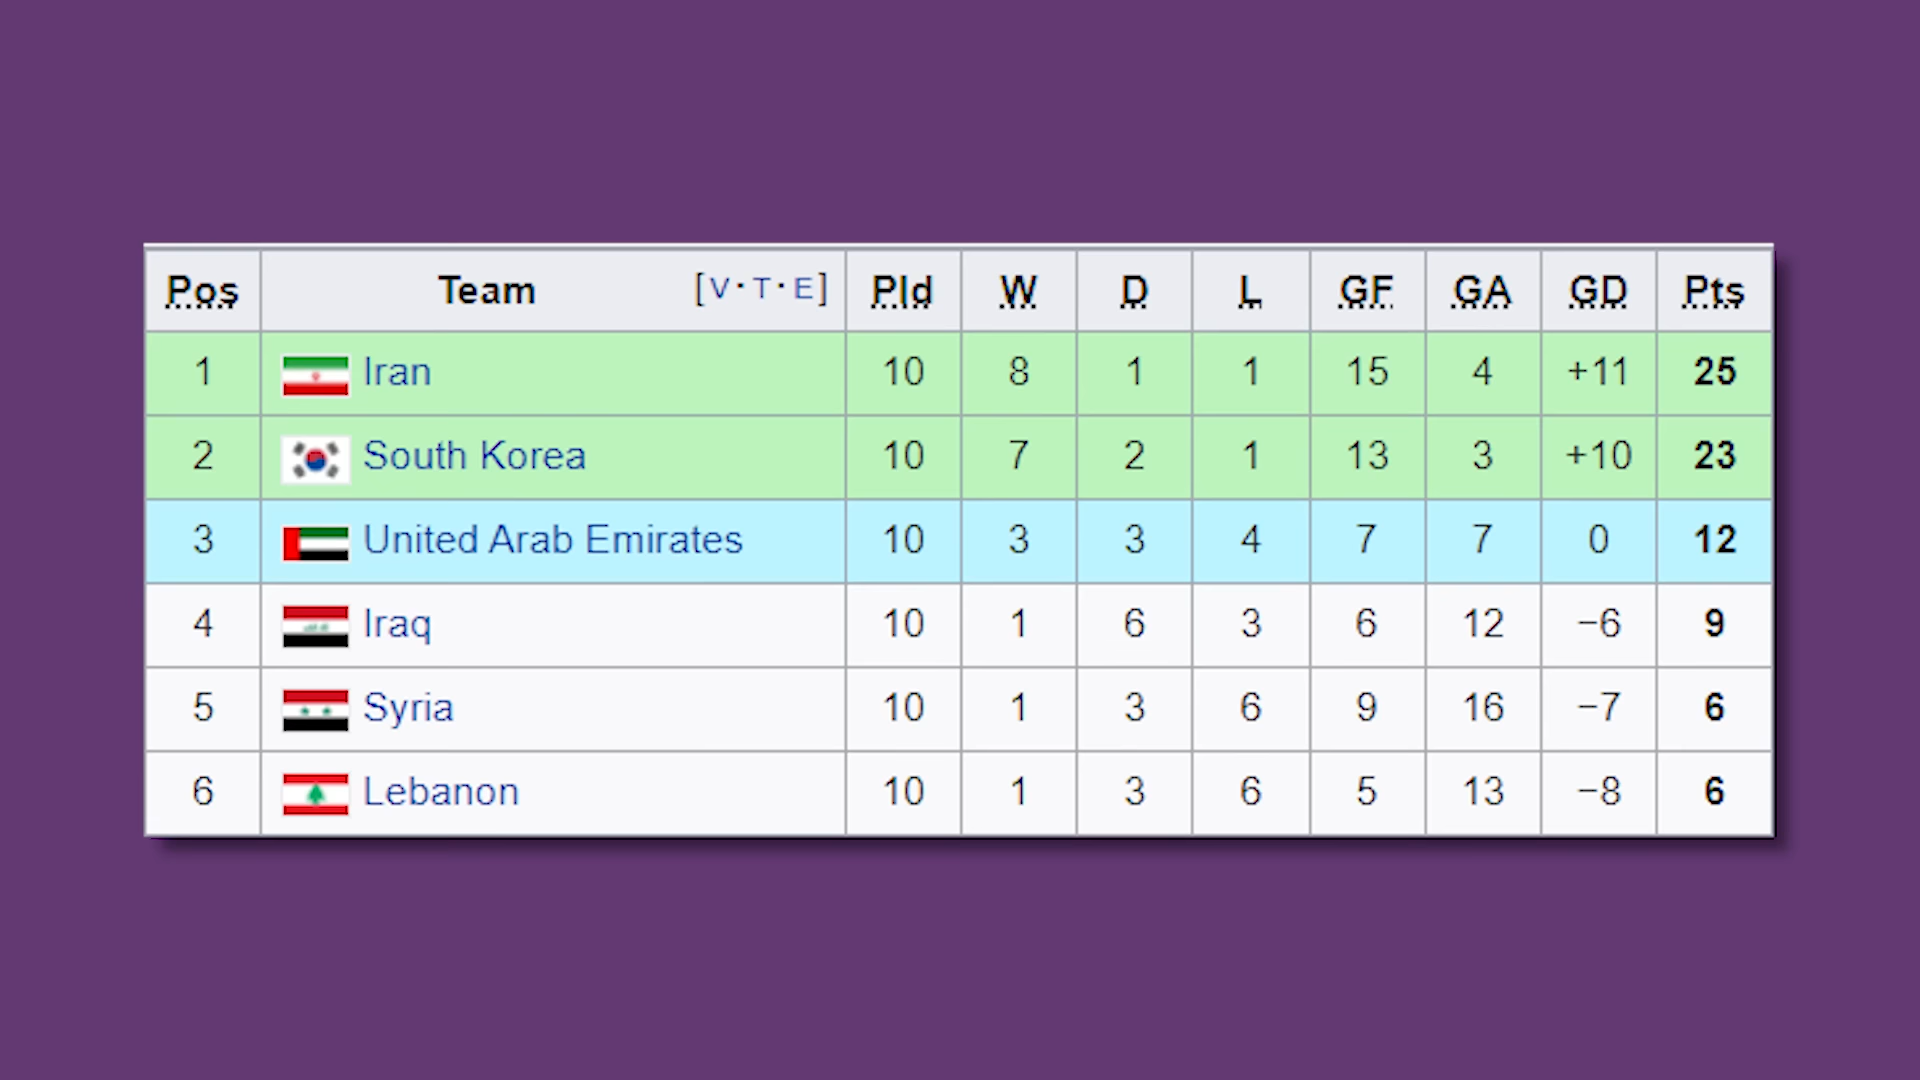 Pos Team [V·T·E] Pld W D L GF GA GD Pts
1 Iran 10 8 1 1 15 4 +11 25
2 South Korea 10 7 2 1 13 3 +10 23
3 United Arab Emirates 10 3 3 4 7 7 0 12
4 Iraq 10 1 6 3 6 12 −6 9
5 Syria 10 1 3 6 9 16 −7 6
6 Lebanon 10 1 3 6 5 13 −8 6